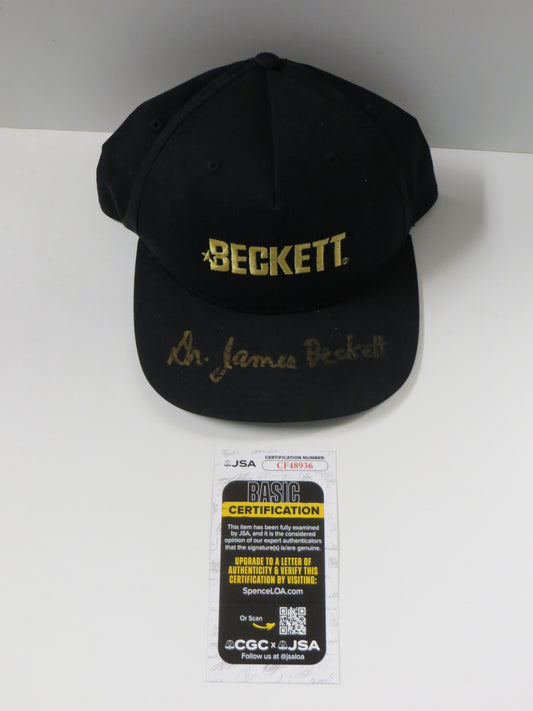 BECKETT
Dr. James Beckett
JSA
CERTIFICATION NUMBER:
CF48936
BASIC
CERTIFICATION
This item has been fully examined
by JSA, and it is the considered
opinion of our expert authenticators
that the signature(s) is/are genuine.
UPGRADE TO A LETTER OF
AUTHENTICITY & VERIFY THIS
CERTIFICATION BY VISITING:
SpenceLOA.com
Or Scan
CGC x JSA
Follow us at @jsaloa